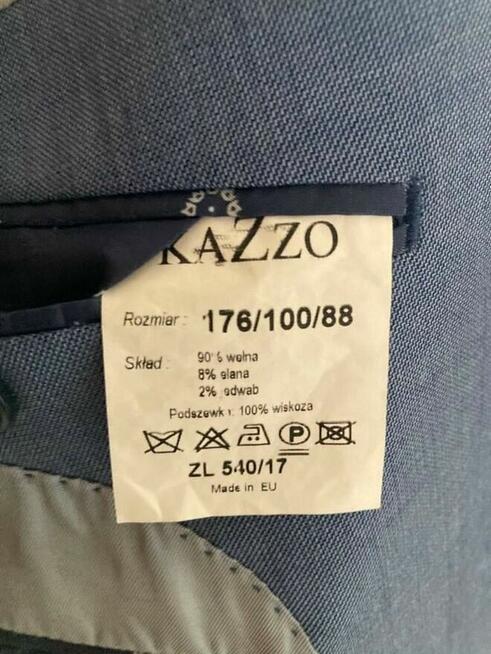 KAZZO
Rozmiar: 176/100/88
Skład: 90% wełna
8% elana
2% jedwab
Podszewka: 100% wiskoza
P
ZL 540/17
Made in EU